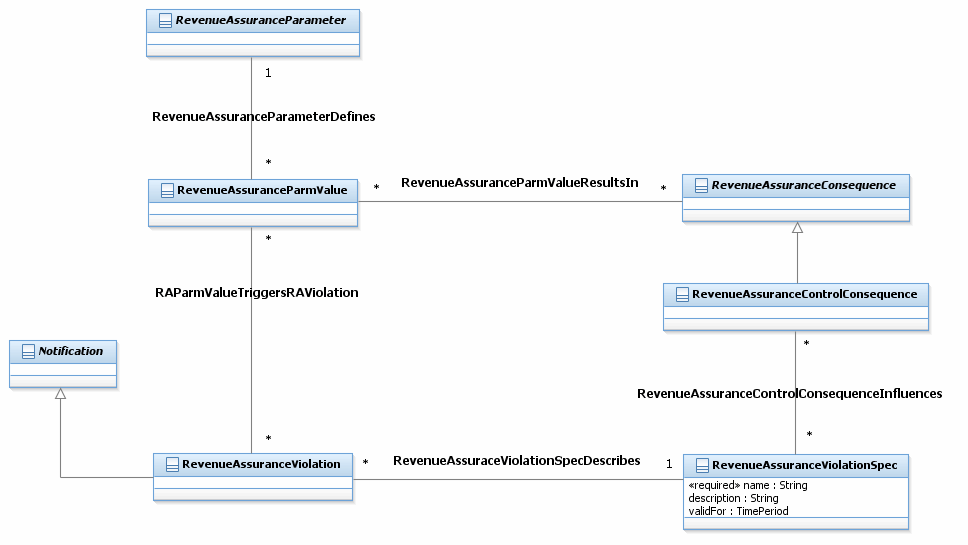 RevenueAssuranceParameter
1
RevenueAssuranceParameterDefines
*
RevenueAssuranceParmValue
*
RevenueAssuranceParmValueResultsIn
*
RevenueAssuranceConsequence
*
RAParmValueTriggersRAViolation
RevenueAssuranceControlConsequence
*
Notification
RevenueAssuranceControlConsequenceInfluences
*
*
RevenueAssuranceViolation
*
RevenueAssuraceViolationSpecDescribes
1
RevenueAssuranceViolationSpec
«required» name : String
description : String
validFor : TimePeriod